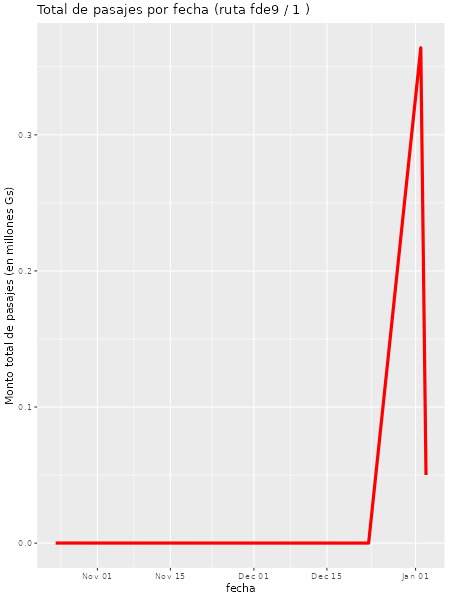 Total de pasajes por fecha (ruta fde9 / 1 )
Monto total de pasajes (en millones Gs)
0.3
0.2
0.1
0.0
Nov 01
Nov 15
Dec 01
Dec 15
Jan 01
fecha